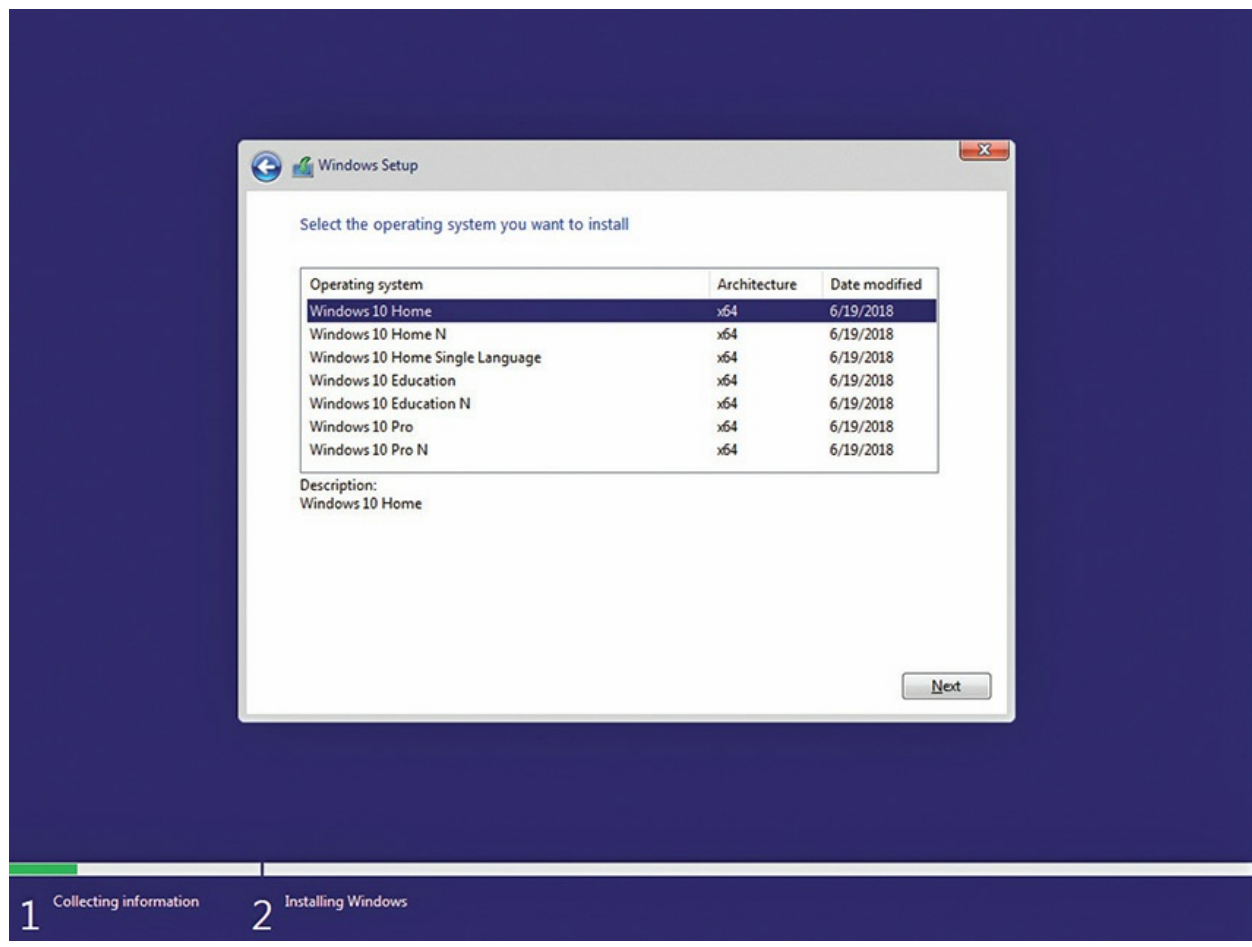 Windows Setup
Select the operating system you want to install
Operating system Architecture Date modified
Windows 10 Home x64 6/19/2018
Windows 10 Home N x64 6/19/2018
Windows 10 Home Single Language x64 6/19/2018
Windows 10 Education x64 6/19/2018
Windows 10 Education N x64 6/19/2018
Windows 10 Pro x64 6/19/2018
Windows 10 Pro N x64 6/19/2018
Description:
Windows 10 Home
Next
1 Collecting information 2 Installing Windows